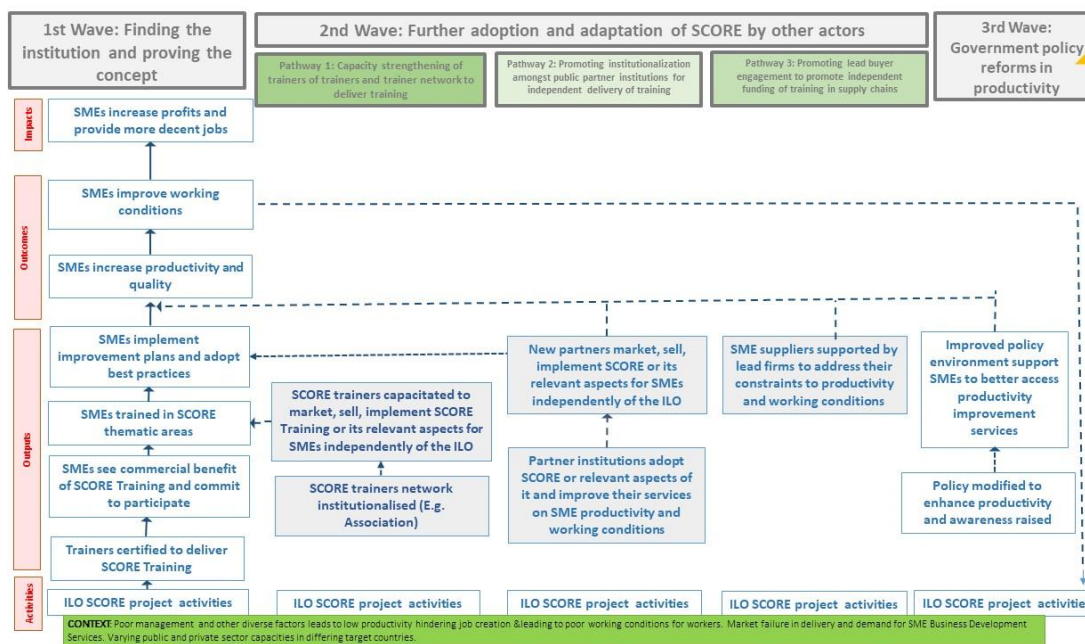 1st Wave: Finding the
institution and proving the
concept
2nd Wave: Further adoption and adaptation of SCORE by other actors
3rd Wave:
Government policy
reforms in
productivity
Pathway 1: Capacity strengthening of
trainers of trainers and trainer network to
deliver training
Pathway 2: Promoting institutionalization
amongst public partner institutions for
independent delivery of training
Pathway 3: Promoting lead buyer
engagement to promote independent
funding of training in supply chains
Impacts
SMEs increase profits and
provide more decent jobs
Outcomes
SMEs improve working
conditions
SMEs increase productivity and
quality
Outputs
SMEs implement
improvement plans and adopt
best practices
SMEs trained in SCORE
thematic areas
SMEs see commercial benefit
of SCORE Training and commit
to participate
Trainers certified to deliver
SCORE Training
SCORE trainers capacitated to
market, sell, implement SCORE
Training or its relevant aspects for
SMEs independently of the ILO
SCORE trainers network
institutionalised (E.g.
Association)
New partners market, sell,
implement SCORE or its
relevant aspects for SMEs
independently of the ILO
Partner institutions adopt
SCORE or relevant aspects of
it and improve their services
on SME productivity and
working conditions
SME suppliers supported by
lead firms to address their
constraints to productivity
and working conditions
Improved policy
environment support
SMEs to better access
productivity
improvement
services
Policy modified to
enhance productivity
and awareness raised
Activities
ILO SCORE project activities
ILO SCORE project activities
ILO SCORE project activities
ILO SCORE project activities
ILO SCORE project activities
CONTEXT: Poor management and other diverse factors leads to low productivity hindering job creation &leading to poor working conditions for workers. Market failure in delivery and demand for SME Business Development
Services. Varying public and private sector capacities in differing target countries.